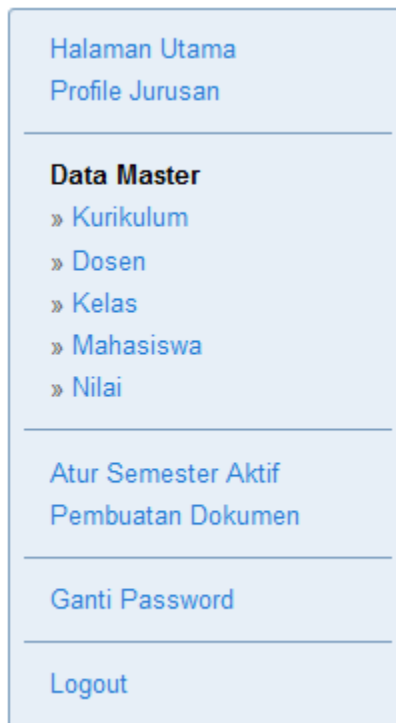 Halaman Utama
Profile Jurusan
Data Master
» Kurikulum
» Dosen
» Kelas
» Mahasiswa
» Nilai
Atur Semester Aktif
Pembuatan Dokumen
Ganti Password
Logout